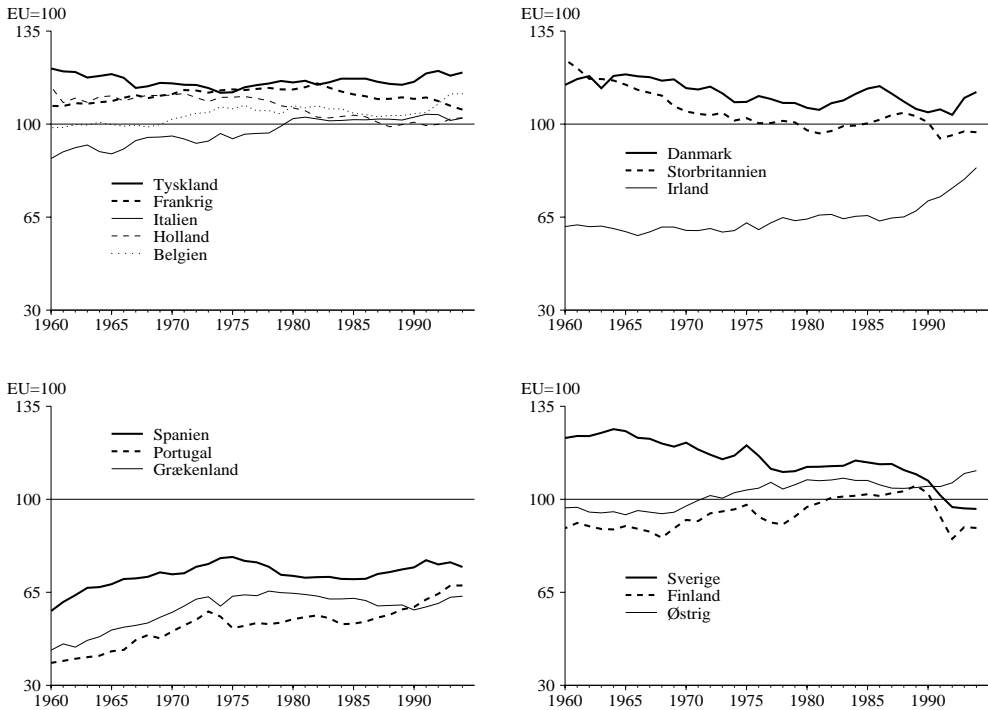 EU=100
135
100
65
30
Tyskland
Frankrig
Italien
Holland
Belgien
1960 1965 1970 1975 1980 1985 1990
EU=100
135
100
65
30
Danmark
Storbritannien
Irland
1960 1965 1970 1975 1980 1985 1990
EU=100
135
100
65
30
Spanien
Portugal
Grækenland
1960 1965 1970 1975 1980 1985 1990
EU=100
135
100
65
30
Sverige
Finland
Østrig
1960 1965 1970 1975 1980 1985 1990